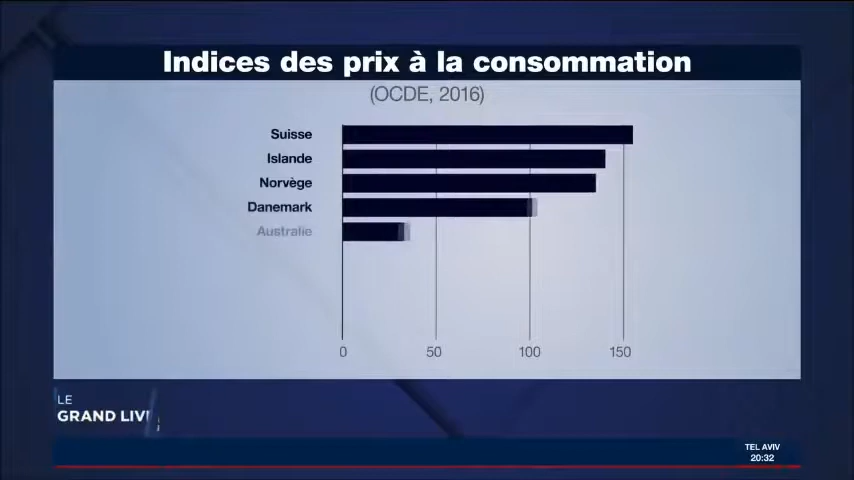 Indices des prix à la consommation
(OCDE, 2016)
Suisse
Islande
Norvège
Danemark
Australie
0 50 100 150
LE
GRAND
TEL AVIV
20:32